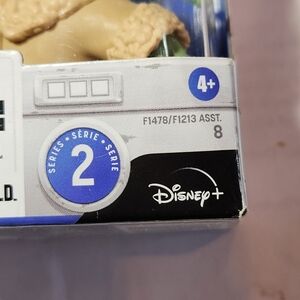 4+
F1478/F1213 ASST.
8
SERIES • SÉRIE • SERIE
2
L.D.
Disney+